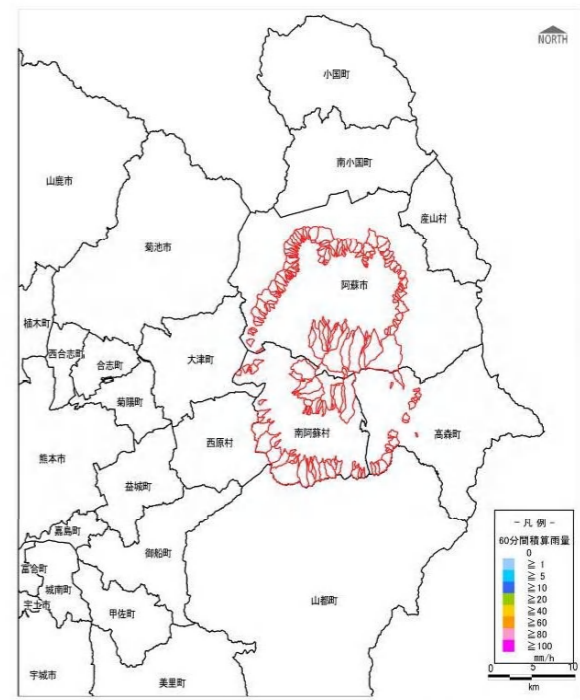 NORTH
小国町
南小国町
山鹿市
産山村
菊池市
阿蘇市
植木町
西合志町
合志町
大津町
菊陽町
西原村
南阿蘇村
高森町
熊本市
益城町
嘉島町
御船町
富合町
城南町
宇土市
甲佐町
山都町
宇城市
美里町
- 凡 例 -
60分間積算雨量
0
≧ 1
≧ 5
≧ 10
≧ 20
≧ 40
≧ 60
≧ 80
≧ 100
mm/h
0 5 10
km